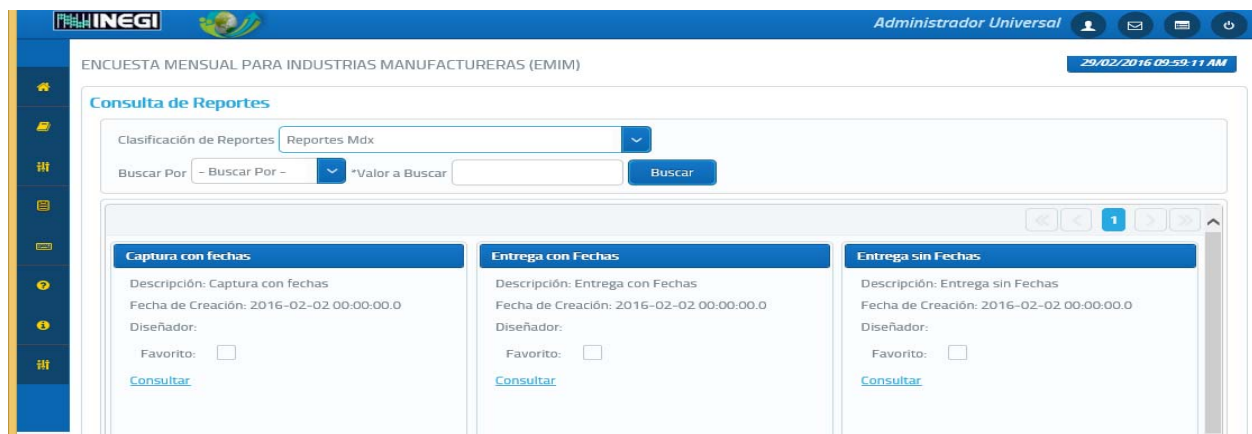 INEGI
Administrador Universal
ENCUESTA MENSUAL PARA INDUSTRIAS MANUFACTURERAS (EMIM)
29/02/2016 09:59:11 AM
Consulta de Reportes
Clasificación de Reportes Reportes Mdx
Buscar Por - Buscar Por - *Valor a Buscar Buscar
1
Captura con fechas
Descripción: Captura con fechas
Fecha de Creación: 2016-02-02 00:00:00.0
Diseñador:
Favorito:
Consultar
Entrega con Fechas
Descripción: Entrega con Fechas
Fecha de Creación: 2016-02-02 00:00:00.0
Diseñador:
Favorito:
Consultar
Entrega sin Fechas
Descripción: Entrega sin Fechas
Fecha de Creación: 2016-02-02 00:00:00.0
Diseñador:
Favorito:
Consultar